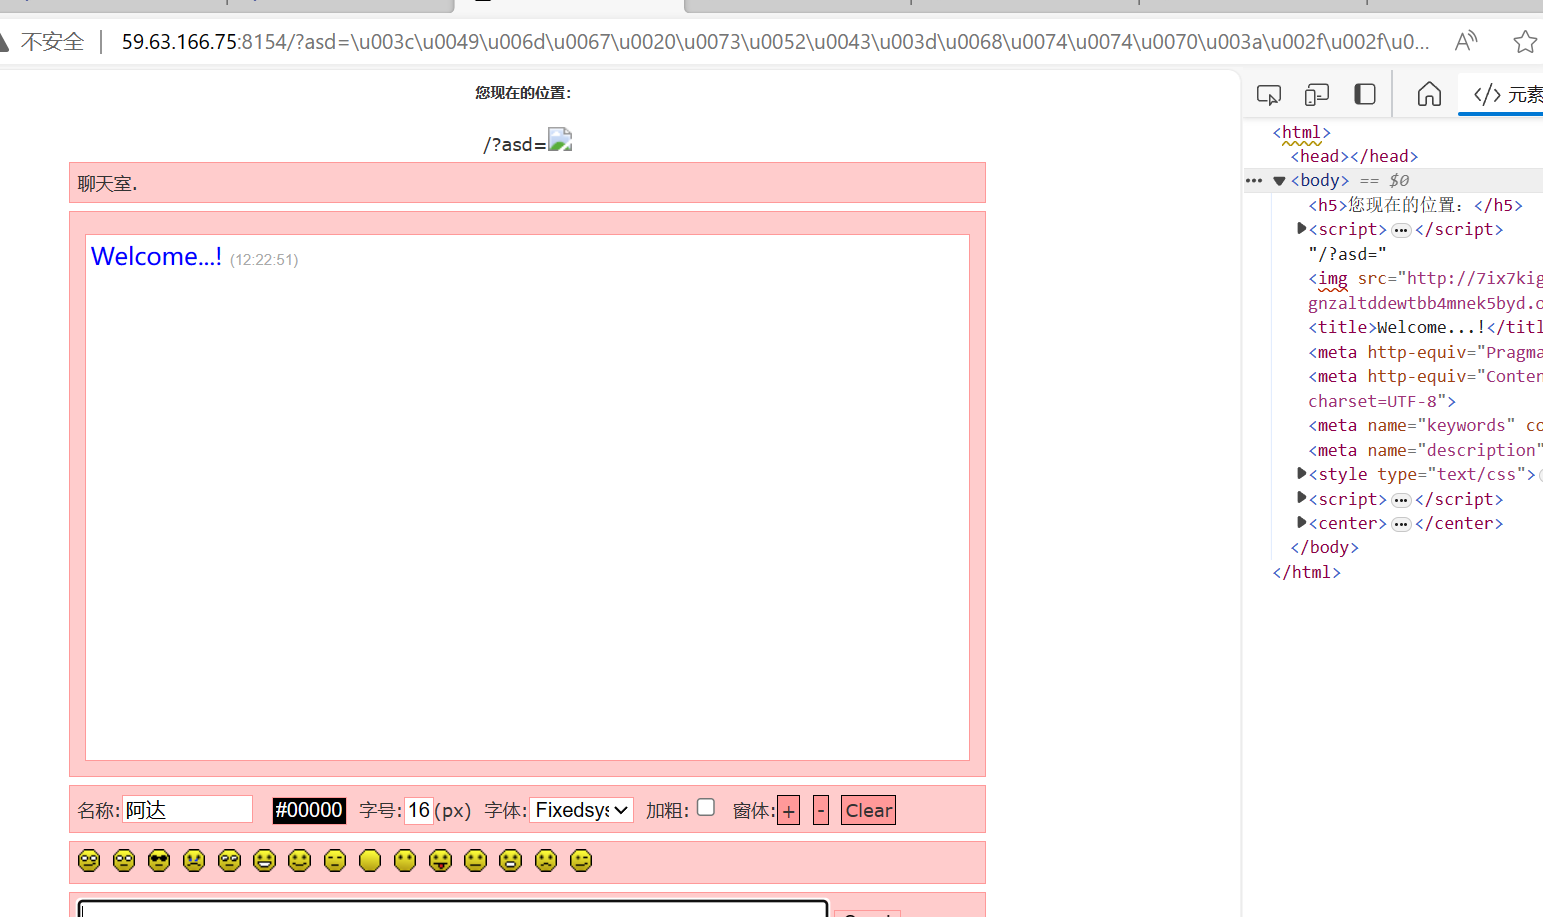 不安全 | 59.63.166.75:8154/?asd=\u003c\u0049\u006d\u0067\u0020\u0073\u0052\u0043\u003d\u0068\u0074\u0074\u0070\u003a\u002f\u002f\u0...
元素
您现在的位置：
/?asd=
聊天室.
Welcome...! (12:22:51)
名称: 阿达 #00000 字号: 16 (px) 字体: Fixedsys 加粗: 窗体: + - Clear
<html>
<head></head>
••• <body> == $0
<h5>您现在的位置：</h5>
<script>•••</script>
"/?asd="
<img src="http://7ix7kig
gnzaltddewtbb4mnek5byd.o
<title>Welcome...!</titl
<meta http-equiv="Pragma
<meta http-equiv="Conten
charset=UTF-8">
<meta name="keywords" co
<meta name="description"
<style type="text/css">
<script>•••</script>
<center>•••</center>
</body>
</html>